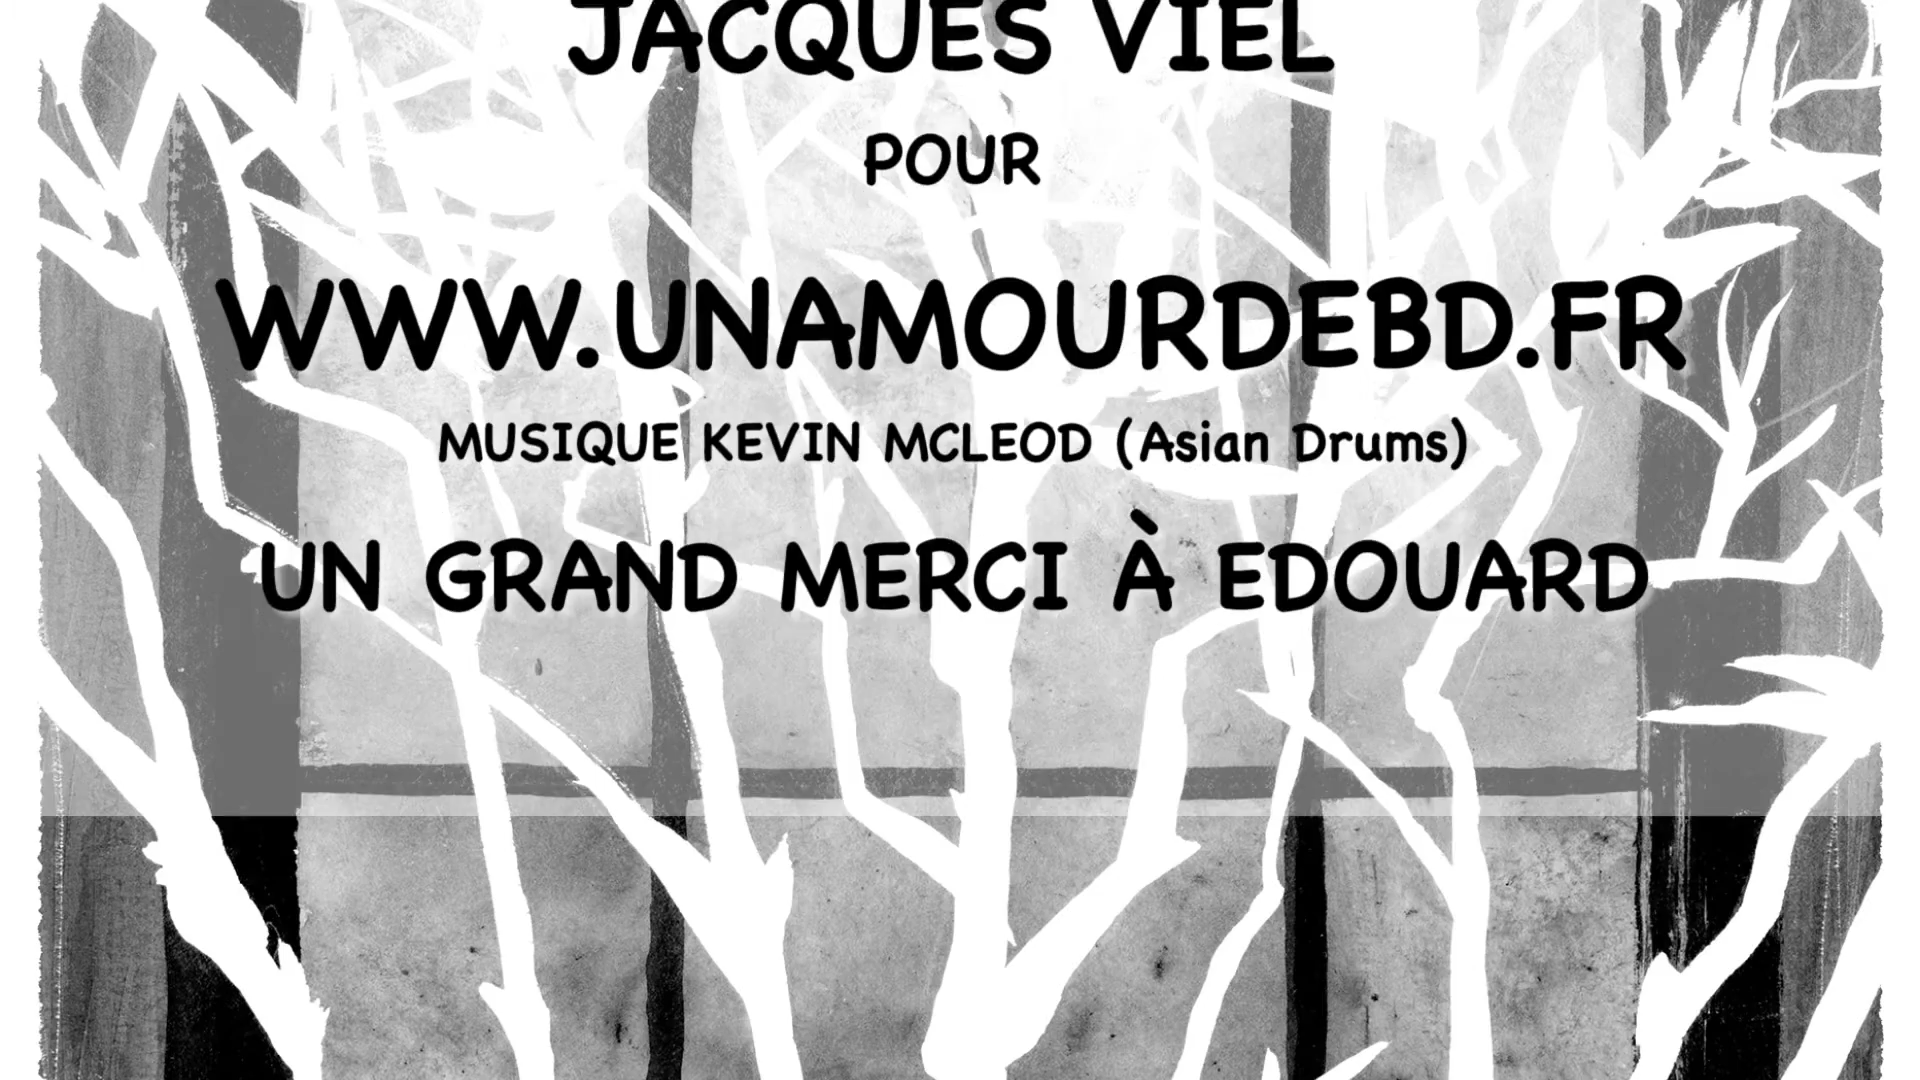 JACQUES VIEL
POUR
WWW.UNAMOURDEBD.FR
MUSIQUE KEVIN MCLEOD (Asian Drums)
UN GRAND MERCI À EDOUARD